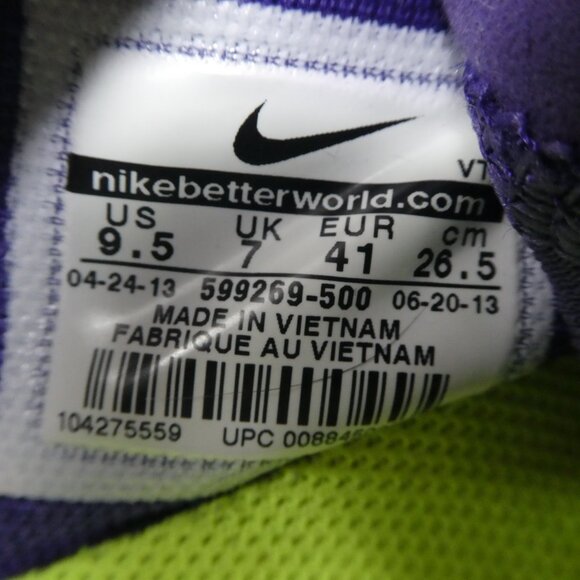 VT
nikebetterworld.com
US UK EUR cm
9.5 7 41 26.5
04-24-13 599269-500 06-20-13
MADE IN VIETNAM
FABRIQUE AU VIETNAM
104275559 UPC